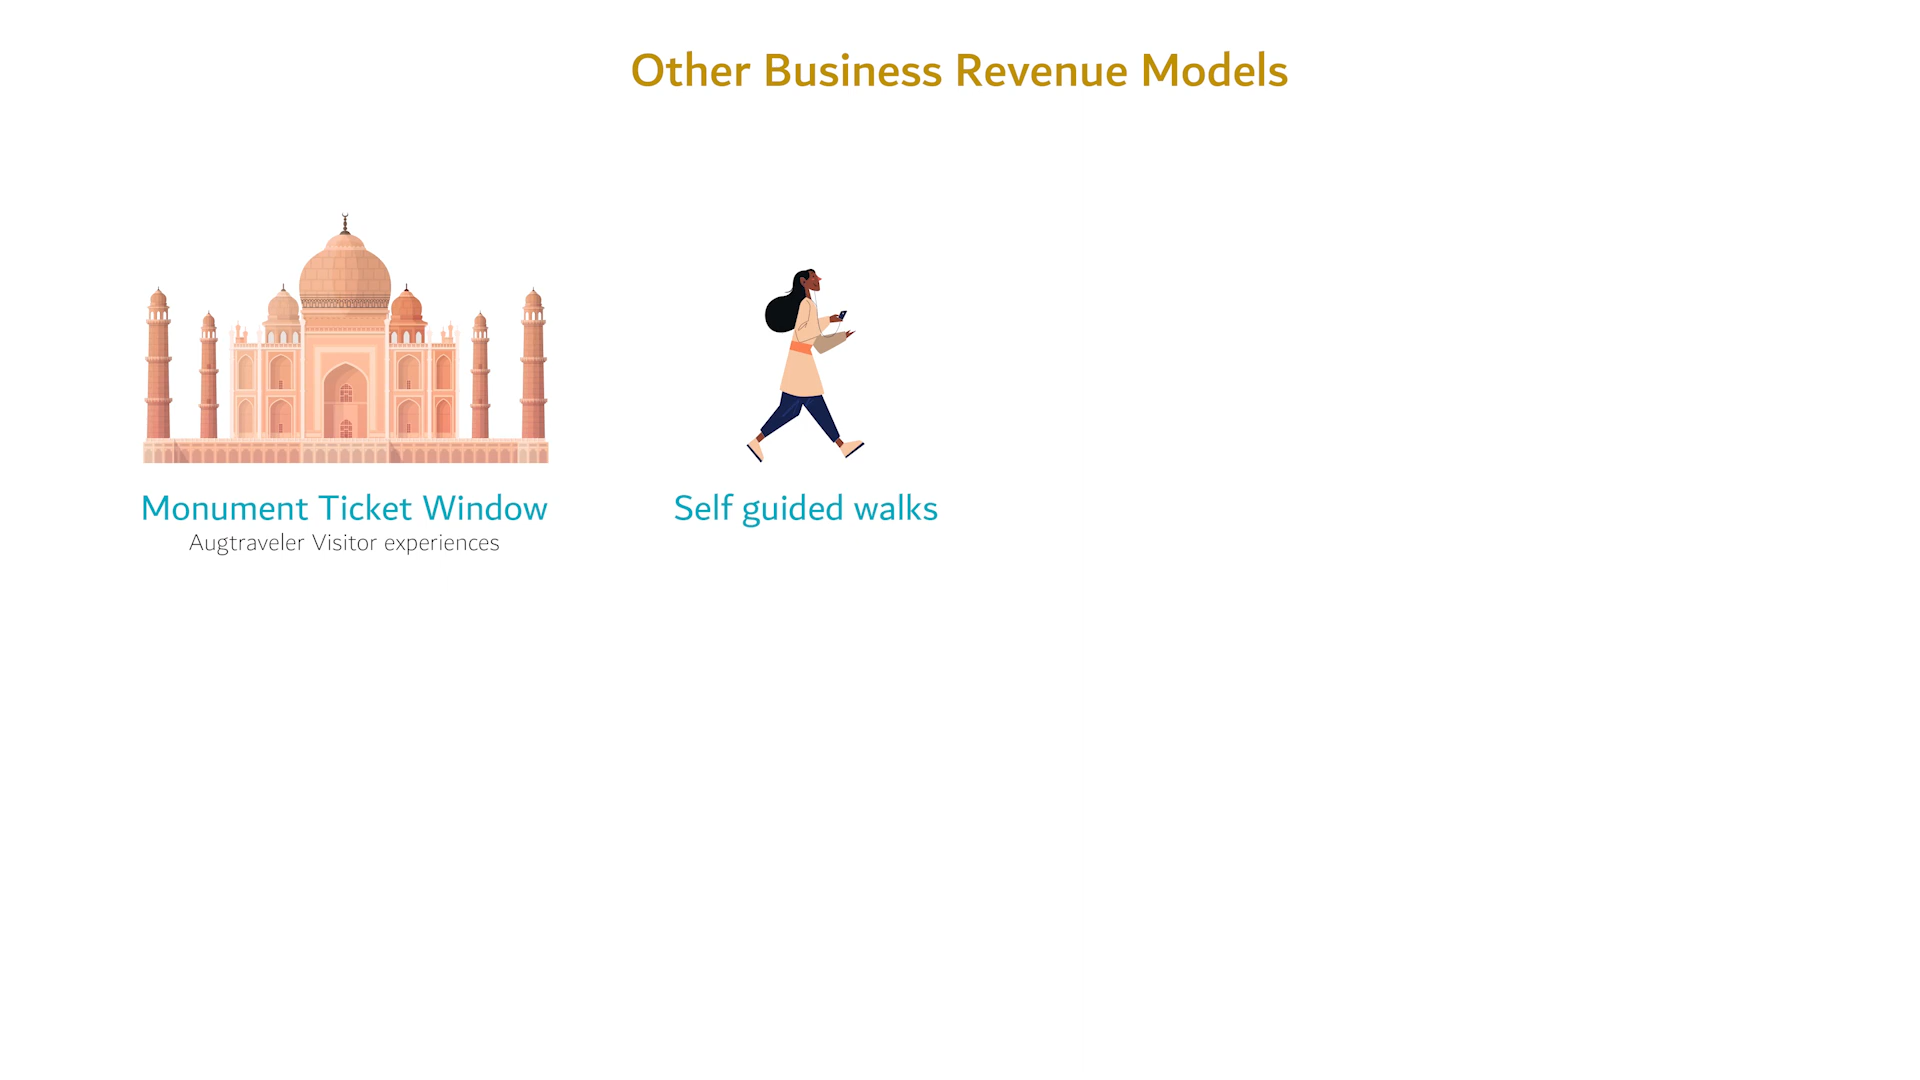 Other Business Revenue Models
Monument Ticket Window
Augtraveler Visitor experiences
Self guided walks